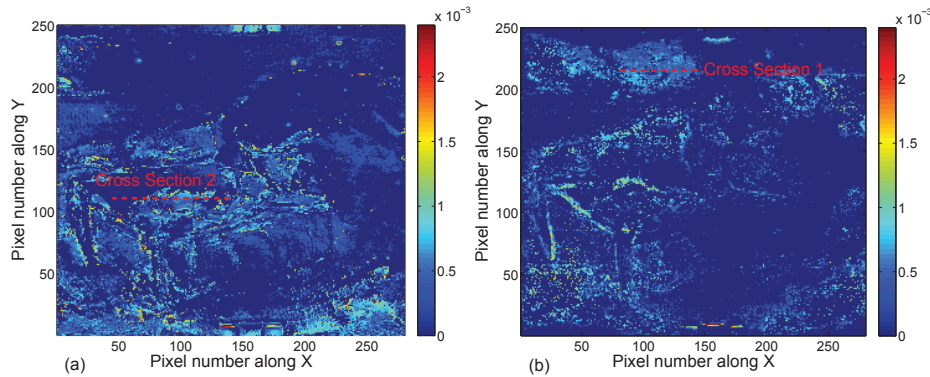 x 10⁻³
250
200
150
100
50
50 100 150 200 250
Pixel number along Y
Pixel number along X
Cross Section 2
2
1.5
1
0.5
0
(a)
x 10⁻³
250
200
150
100
50
50 100 150 200 250
Pixel number along Y
Pixel number along X
Cross Section 1
2
1.5
1
0.5
0
(b)